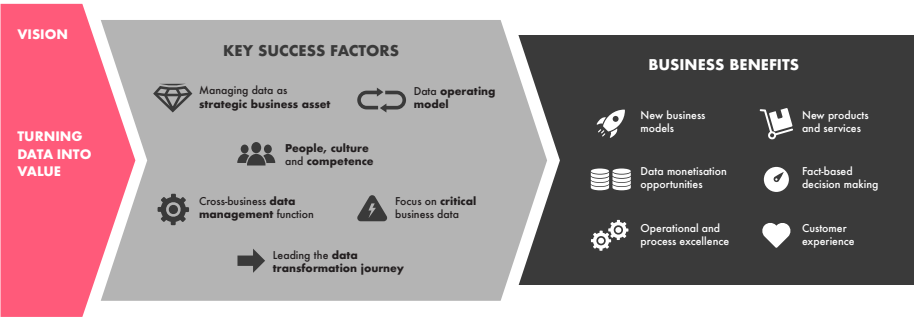 VISION
TURNING
DATA INTO
VALUE
KEY SUCCESS FACTORS
Managing data as
strategic business asset
Data operating
model
People, culture
and competence
Cross-business data
management function
Focus on critical
business data
Leading the data
transformation journey
BUSINESS BENEFITS
New business
models
New products
and services
Data monetisation
opportunities
Fact-based
decision making
Operational and
process excellence
Customer
experience